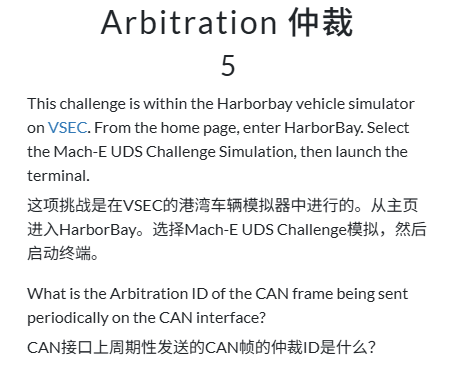 Arbitration 仲裁
5
This challenge is within the Harborbay vehicle simulator
on VSEC. From the home page, enter HarborBay. Select
the Mach-E UDS Challenge Simulation, then launch the
terminal.
这项挑战是在VSEC的港湾车辆模拟器中进行的。从主页
进入HarborBay。选择Mach-E UDS Challenge模拟，然后
启动终端。
What is the Arbitration ID of the CAN frame being sent
periodically on the CAN interface?
CAN接口上周期性发送的CAN帧的仲裁ID是什么？